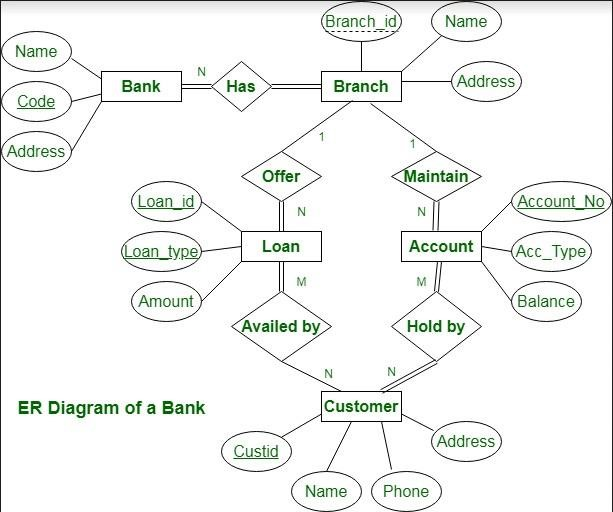 Branch_id
Name
Name
N
Bank
Has
Branch
Address
Code
Address
1
1
Offer
Maintain
Loan_id
N
N
Account_No
Loan_type
Loan
Account
Acc_Type
Amount
M
M
Balance
Availed by
Hold by
N
N
ER Diagram of a Bank
Customer
Custid
Address
Name
Phone